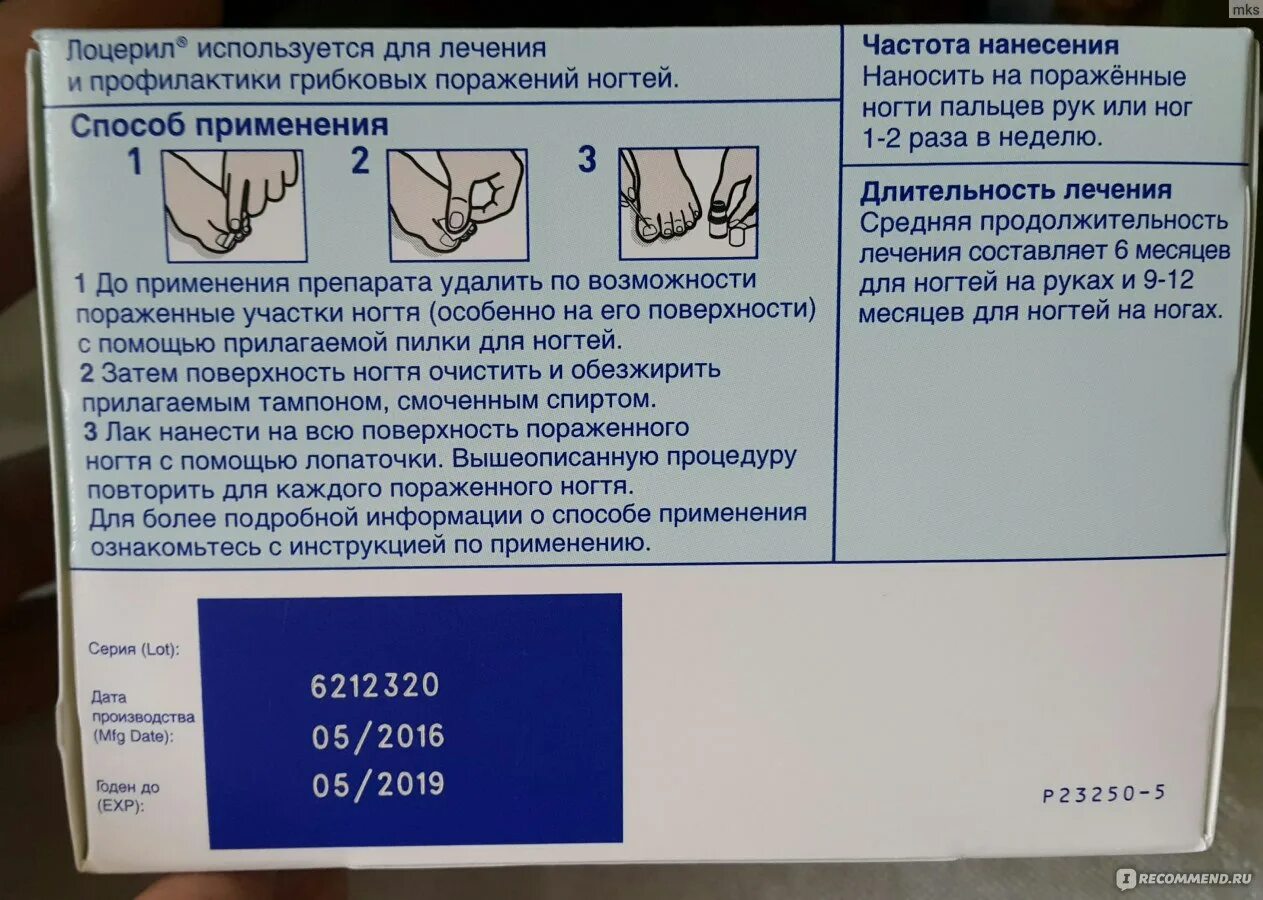 mks
Лоцерил® используется для лечения
и профилактики грибковых поражений ногтей.
Способ применения
1 2 3
1 До применения препарата удалить по возможности
пораженные участки ногтя (особенно на его поверхности)
с помощью прилагаемой пилки для ногтей.
2 Затем поверхность ногтя очистить и обезжирить
прилагаемым тампоном, смоченным спиртом.
3 Лак нанести на всю поверхность пораженного
ногтя с помощью лопаточки. Вышеописанную процедуру
повторить для каждого пораженного ногтя.
Для более подробной информации о способе применения
ознакомьтесь с инструкцией по применению.
Частота нанесения
Наносить на поражённые
ногти пальцев рук или ног
1-2 раза в неделю.
Длительность лечения
Средняя продолжительность
лечения составляет 6 месяцев
для ногтей на руках и 9-12
месяцев для ногтей на ногах.
Серия (Lot):
6212320
Дата
производства
(Mfg Date):
05/2016
Годен до
(EXP):
05/2019
P23250-5
IRECOMMEND.RU